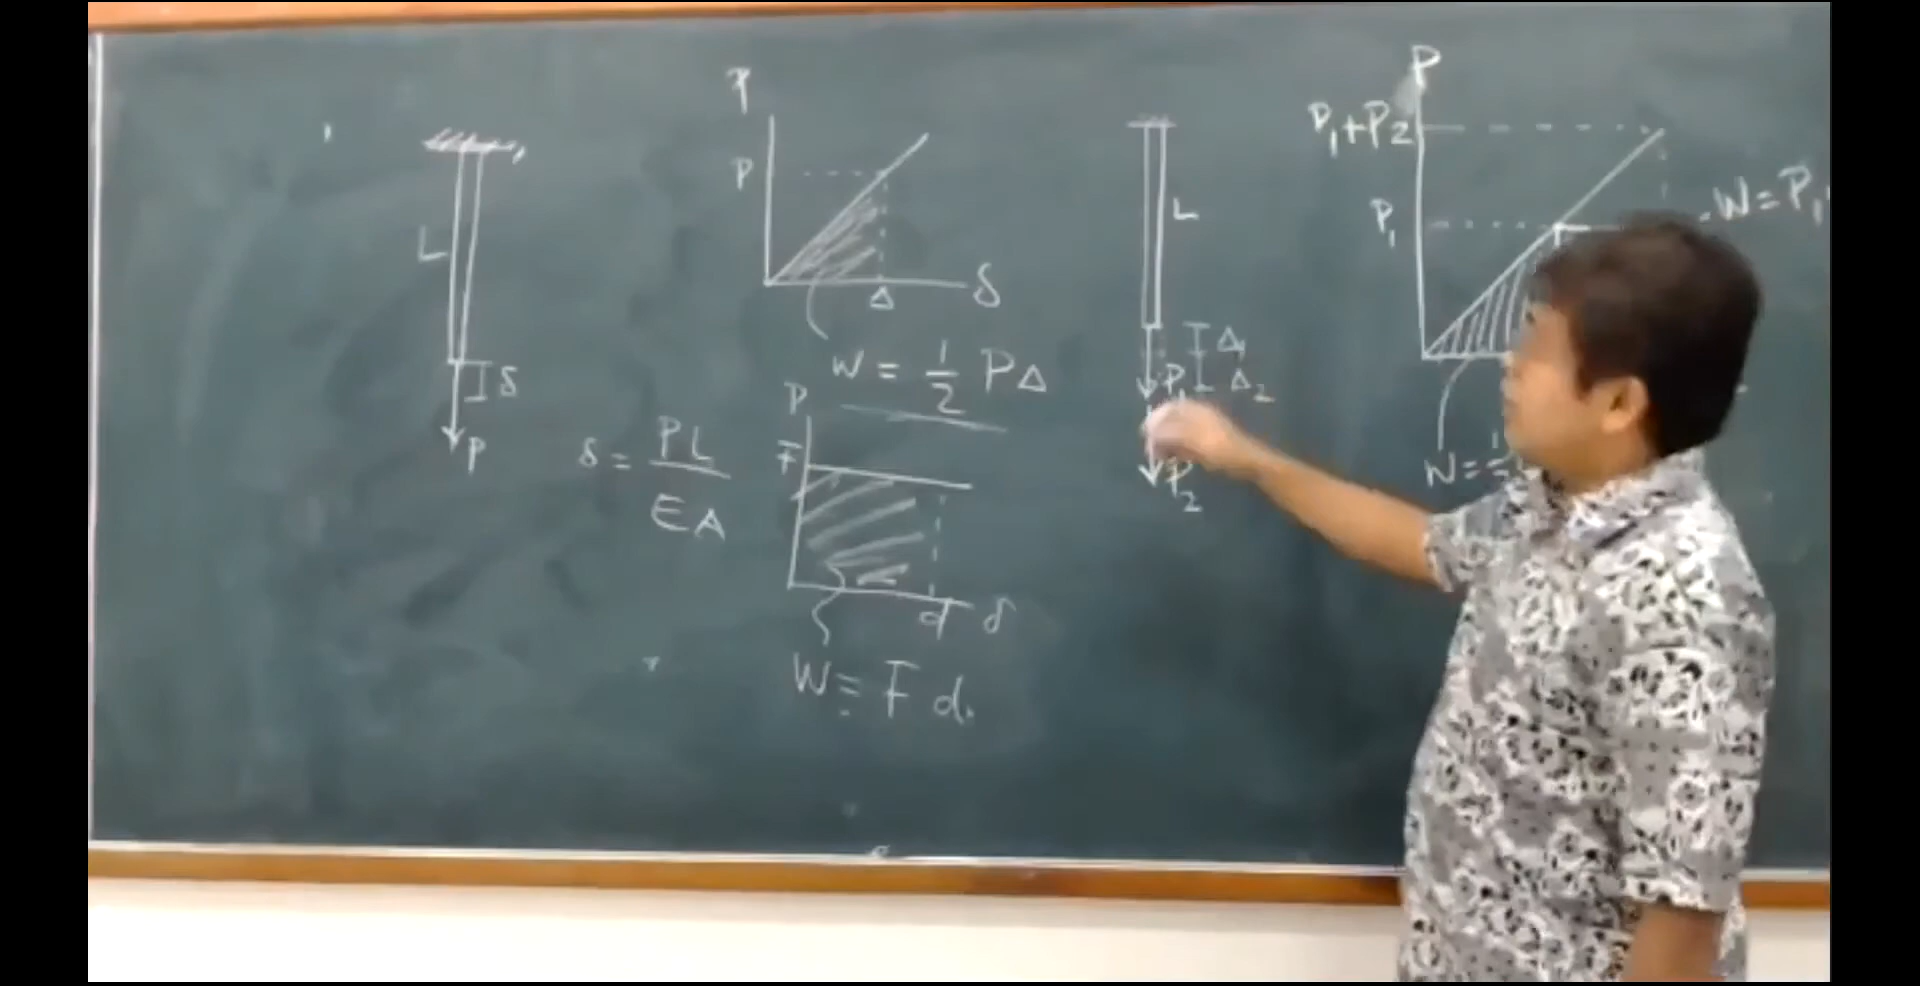 L
δ
P
δ = PL / EA
P
P
Δ
δ
W = 1/2 PΔ
P
F
d
δ
W = F d.
L
Δ1
Δ2
P1
P2
P
P1+P2
P1
W = P1
W =